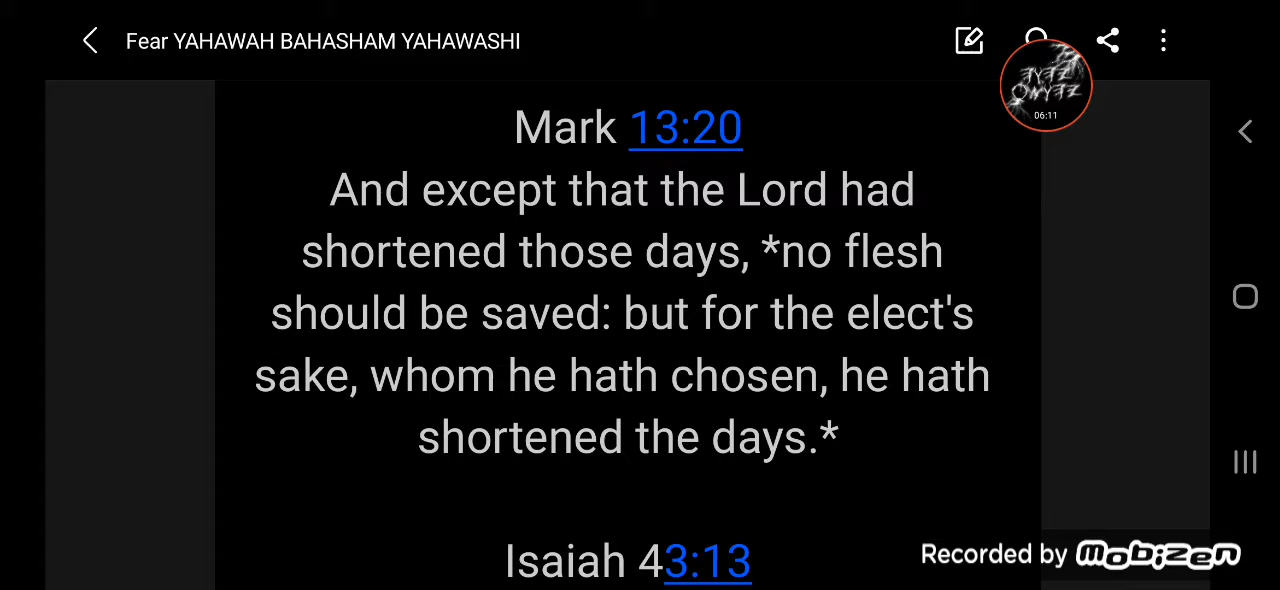 Fear YAHAWAH BAHASHAM YAHAWASHI
06:11
Mark 13:20
And except that the Lord had
shortened those days, *no flesh
should be saved: but for the elect's
sake, whom he hath chosen, he hath
shortened the days.*
Isaiah 43:13
Recorded by mobizen